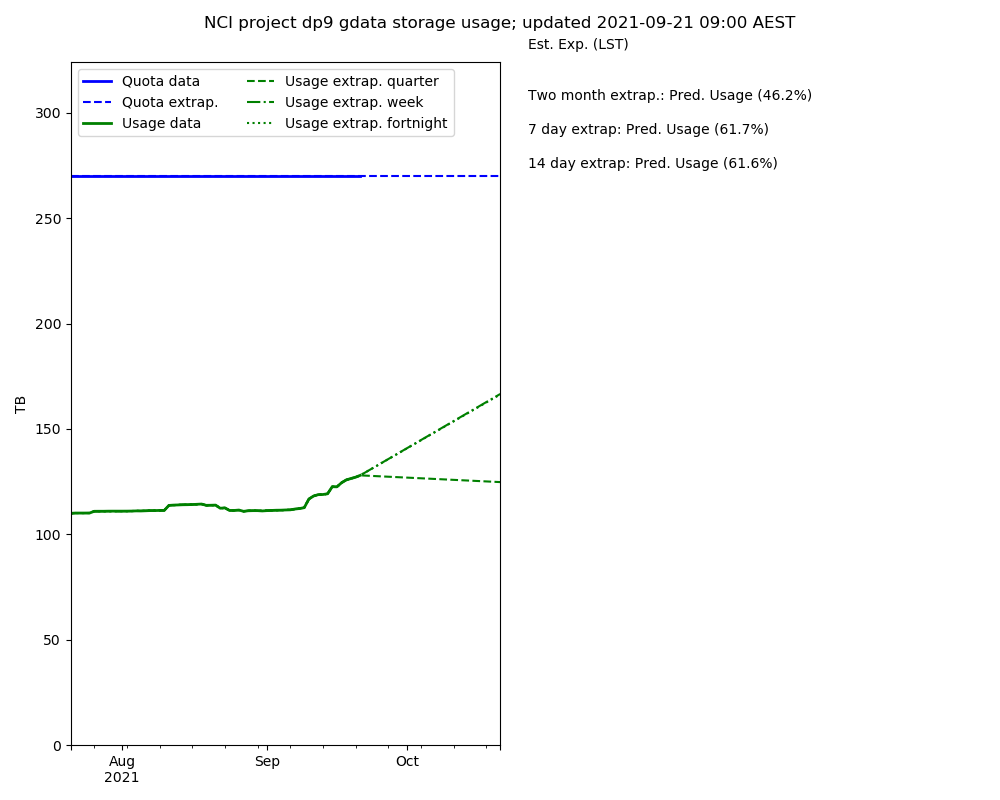 NCI project dp9 gdata storage usage; updated 2021-09-21 09:00 AEST
Est. Exp. (LST)
Two month extrap.: Pred. Usage (46.2%)
7 day extrap: Pred. Usage (61.7%)
14 day extrap: Pred. Usage (61.6%)
Quota data
Quota extrap.
Usage data
Usage extrap. quarter
Usage extrap. week
Usage extrap. fortnight
TB
300
250
200
150
100
50
0
Aug
2021
Sep
Oct